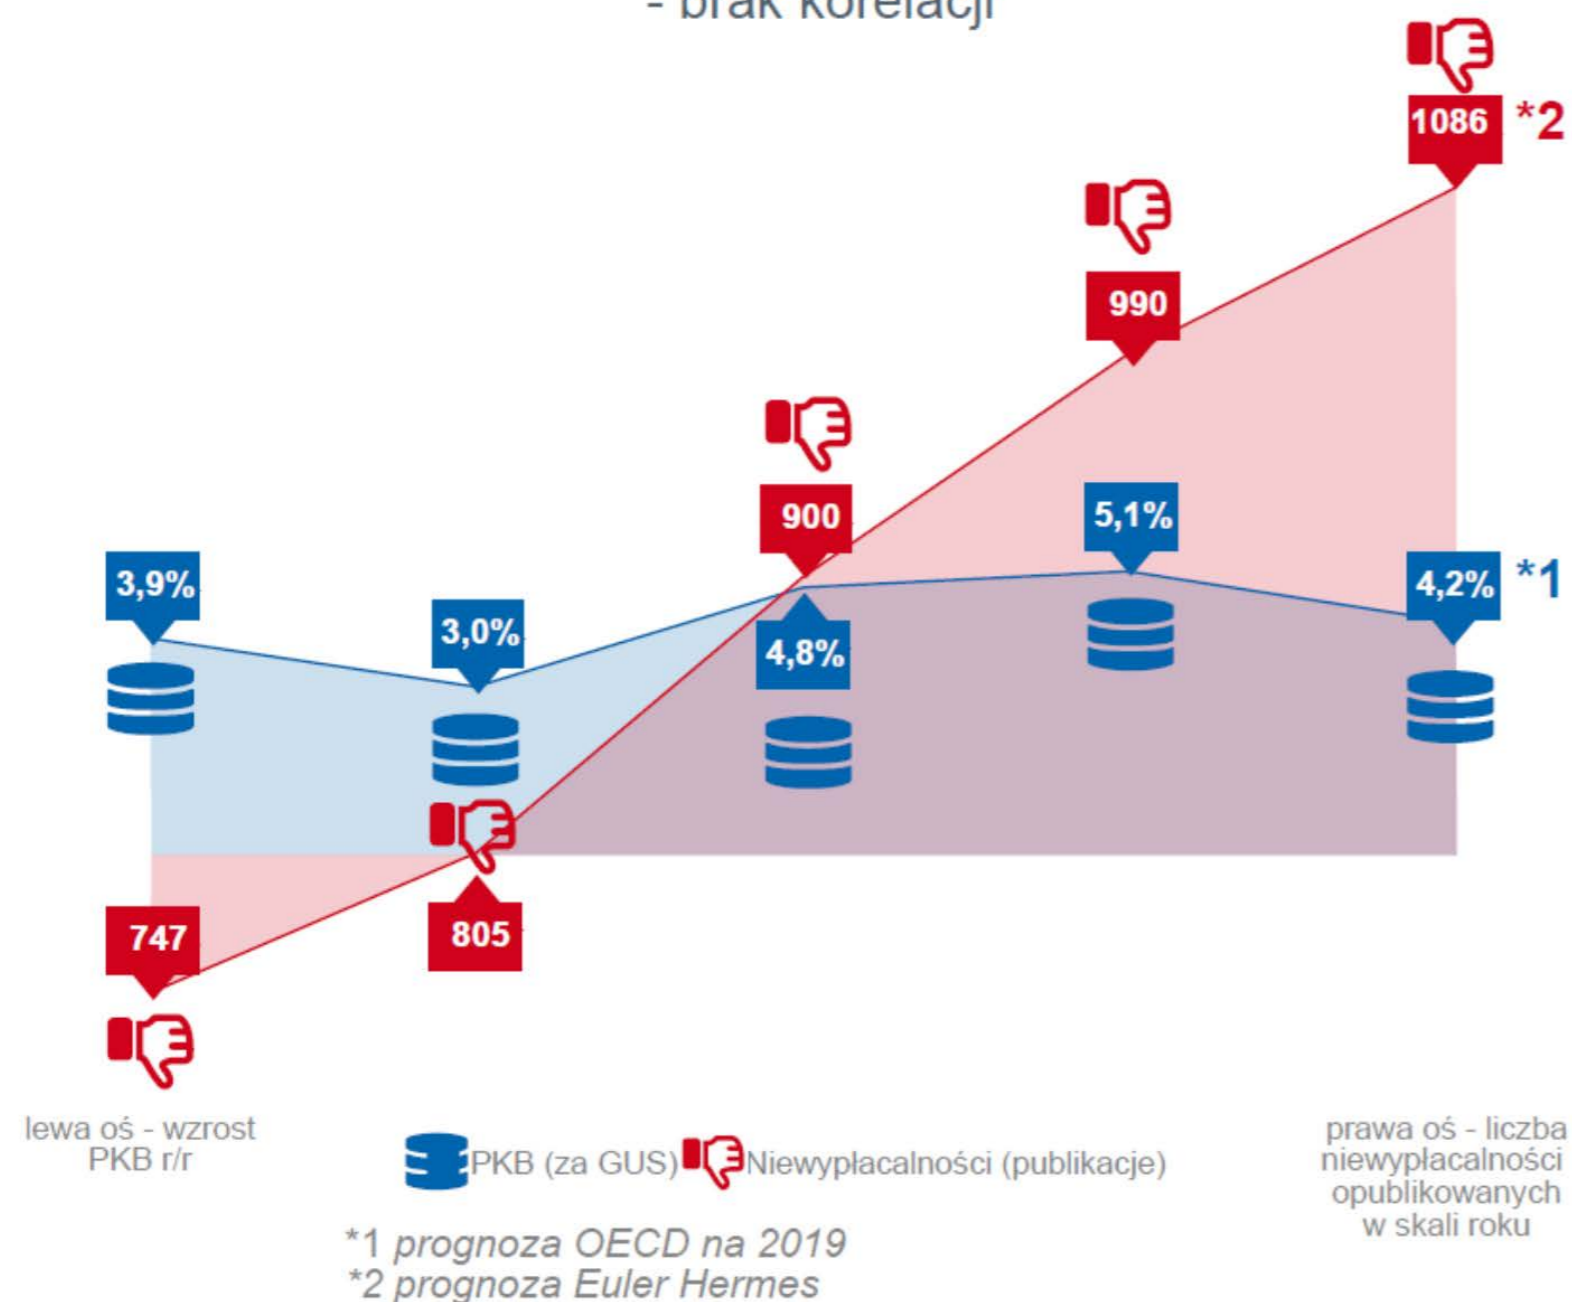 - brak korelacji
1086 *2
990
900
5,1%
3,9%
4,2% *1
3,0%
4,8%
747
805
lewa oś - wzrost
PKB r/r
PKB (za GUS)
Niewypłacalności (publikacje)
prawa oś - liczba
niewypłacalności
opublikowanych
w skali roku
*1 prognoza OECD na 2019
*2 prognoza Euler Hermes